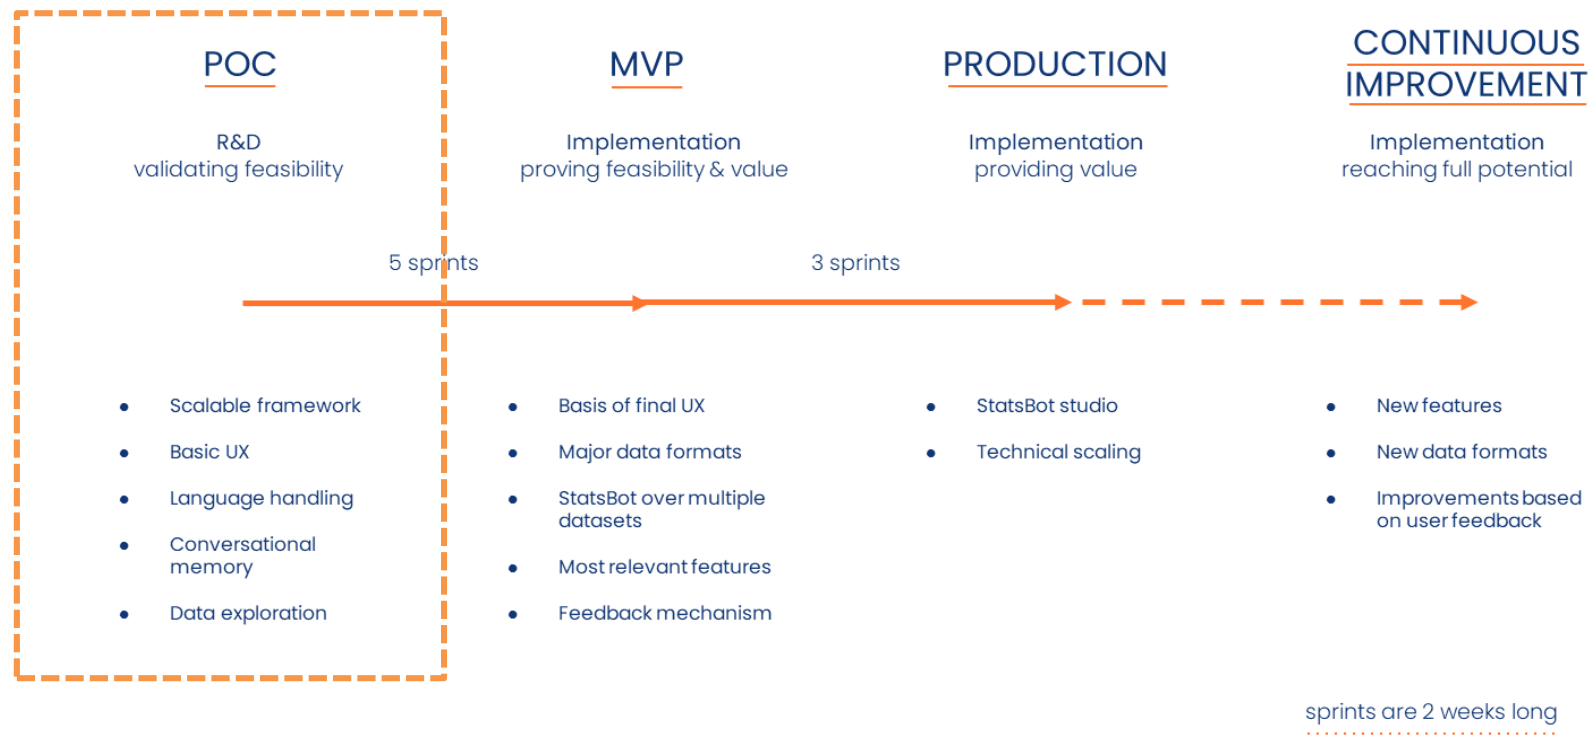 POC
R&D
validating feasibility
MVP
Implementation
proving feasibility & value
PRODUCTION
Implementation
providing value
CONTINUOUS
IMPROVEMENT
Implementation
reaching full potential
5 sprints
3 sprints
● Scalable framework
● Basic UX
● Language handling
● Conversational
memory
● Data exploration
● Basis of final UX
● Major data formats
● StatsBot over multiple
datasets
● Most relevant features
● Feedback mechanism
● StatsBot studio
● Technical scaling
● New features
● New data formats
● Improvements based
on user feedback
sprints are 2 weeks long